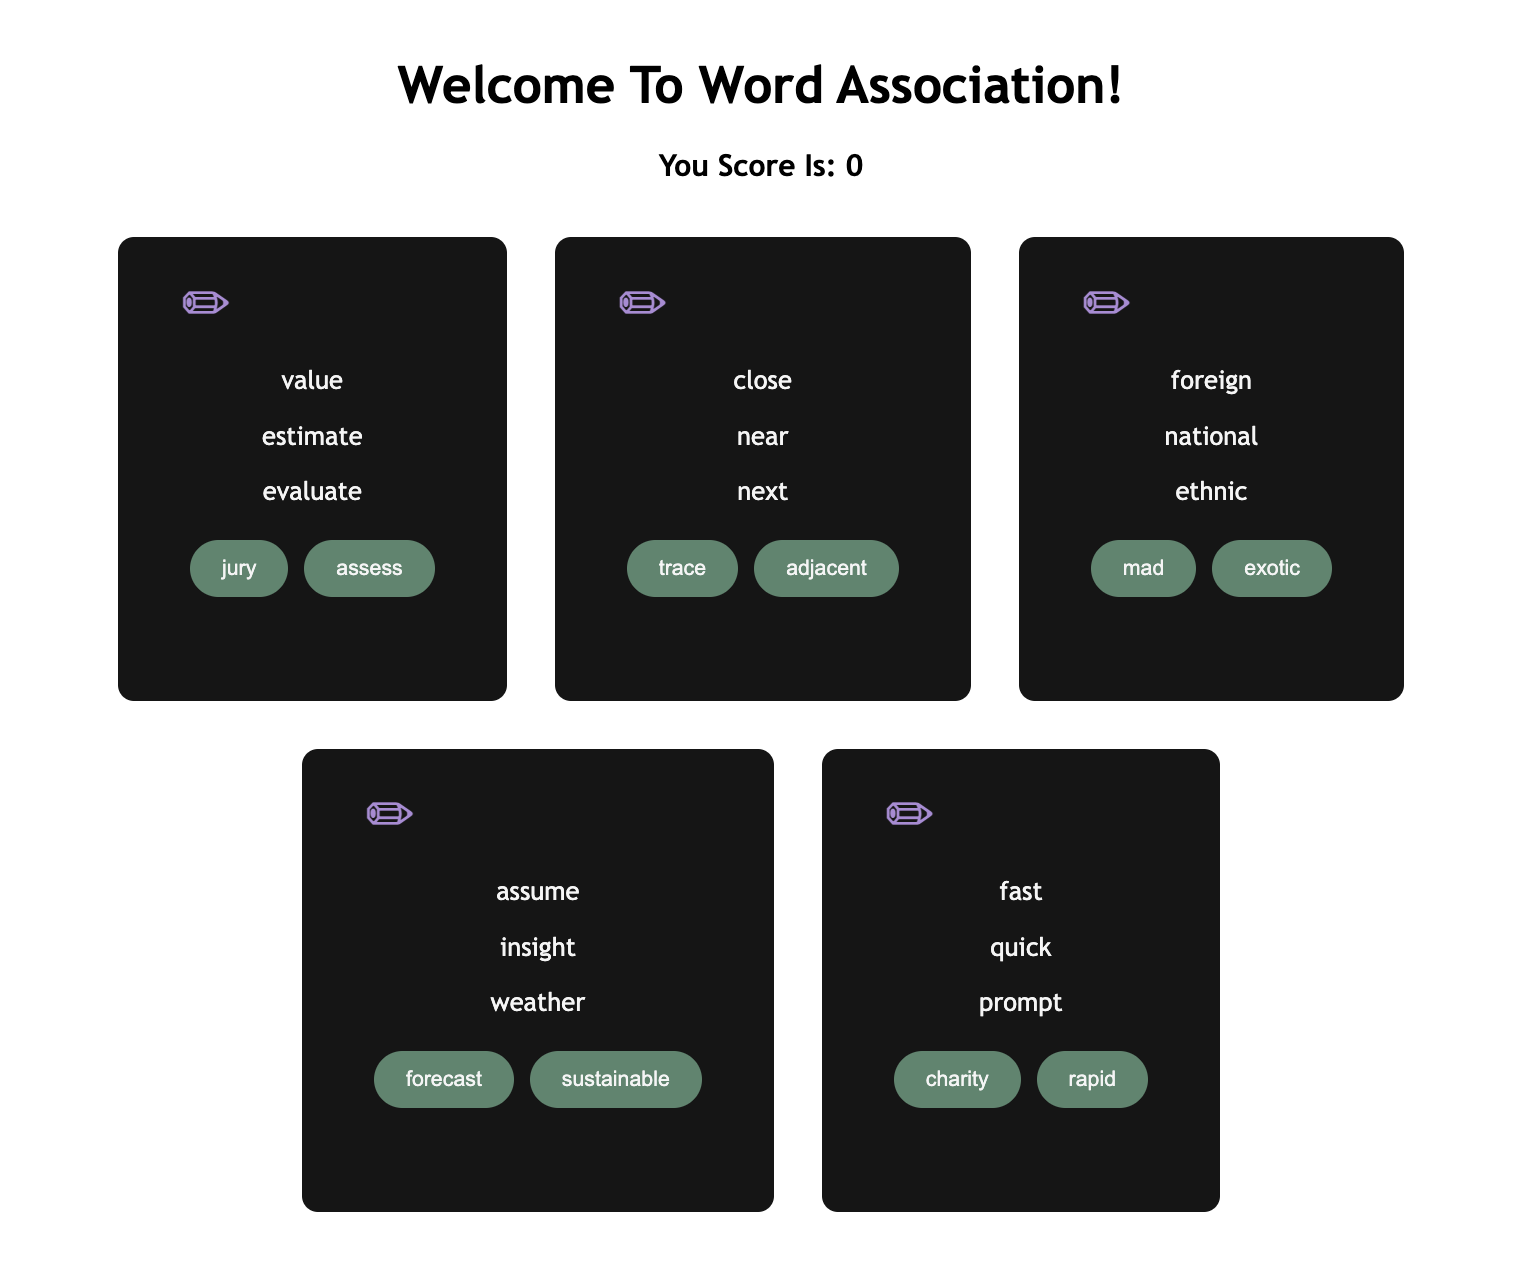 Welcome To Word Association!
You Score Is: 0
value
estimate
evaluate
jury assess
close
near
next
trace adjacent
foreign
national
ethnic
mad exotic
assume
insight
weather
forecast sustainable
fast
quick
prompt
charity rapid